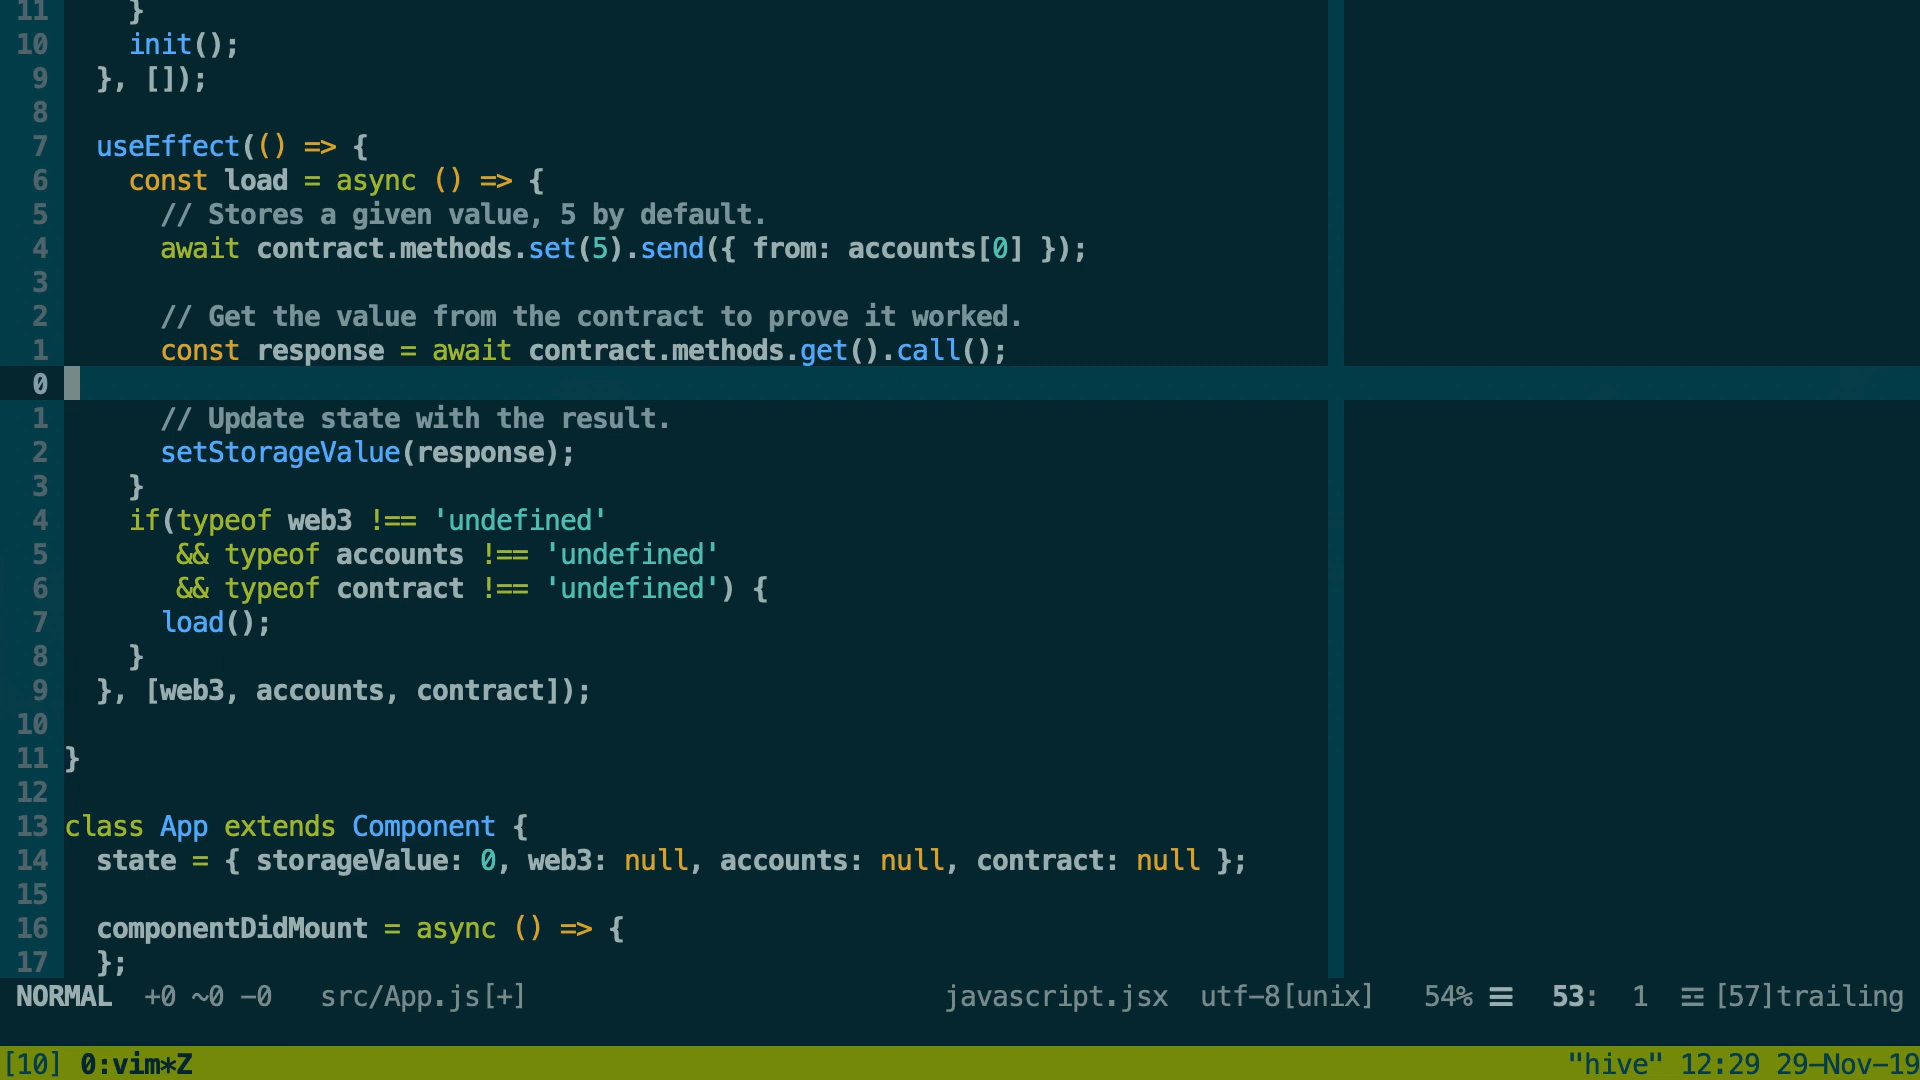 11     }
10     init();
9   }, []);
8
7   useEffect(() => {
6     const load = async () => {
5       // Stores a given value, 5 by default.
4       await contract.methods.set(5).send({ from: accounts[0] });
3
2       // Get the value from the contract to prove it worked.
1       const response = await contract.methods.get().call();
0
1       // Update state with the result.
2       setStorageValue(response);
3     }
4     if(typeof web3 !== 'undefined'
5        && typeof accounts !== 'undefined'
6        && typeof contract !== 'undefined') {
7       load();
8     }
9   }, [web3, accounts, contract]);
10
11 }
12
13 class App extends Component {
14   state = { storageValue: 0, web3: null, accounts: null, contract: null };
15
16   componentDidMount = async () => {
17   };
NORMAL  +0 ~0 -0   src/App.js[+]   javascript.jsx  utf-8[unix]   54% ☰  53:  1  ☲ [57]trailing
[10] 0:vim*Z   "hive" 12:29 29-Nov-19